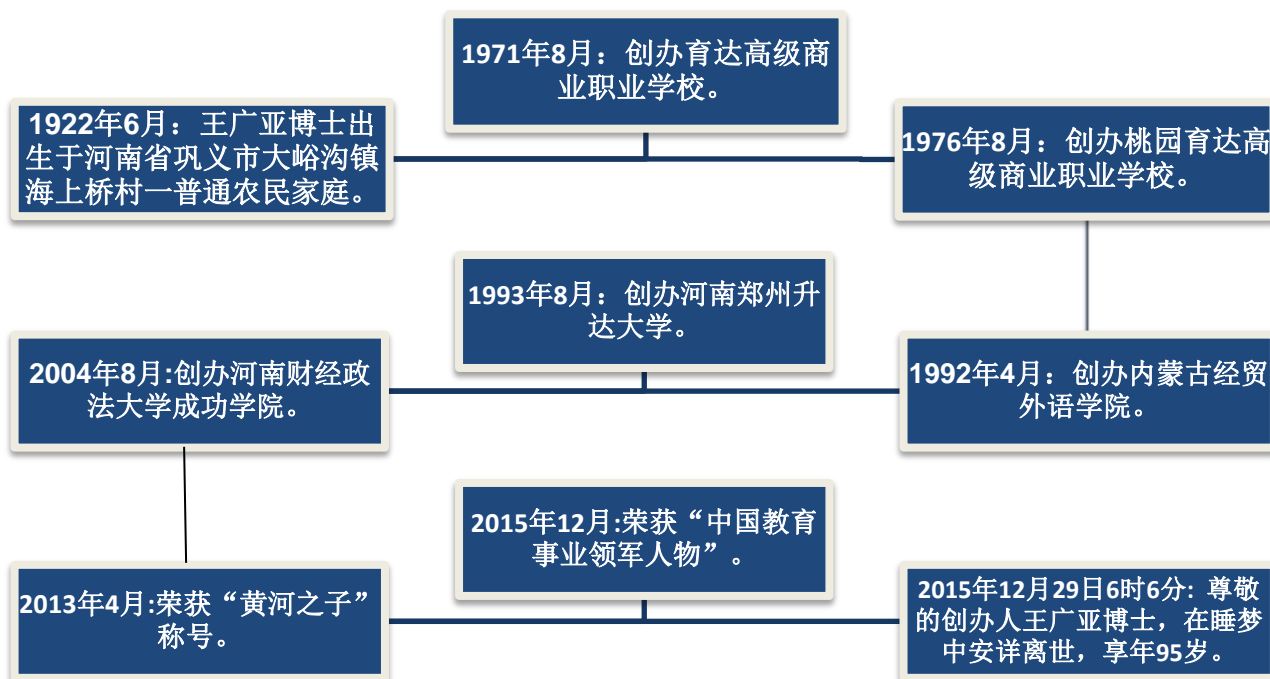 1971年8月：创办育达高级商
业职业学校。
1922年6月：王广亚博士出
生于河南省巩义市大峪沟镇
海上桥村一普通农民家庭。
1976年8月：创办桃园育达高
级商业职业学校。
1993年8月：创办河南郑州升
达大学。
2004年8月:创办河南财经政
法大学成功学院。
1992年4月：创办内蒙古经贸
外语学院。
2015年12月:荣获“中国教育
事业领军人物”。
2013年4月:荣获“黄河之子”
称号。
2015年12月29日6时6分: 尊敬
的创办人王广亚博士，在睡梦
中安详离世，享年95岁。